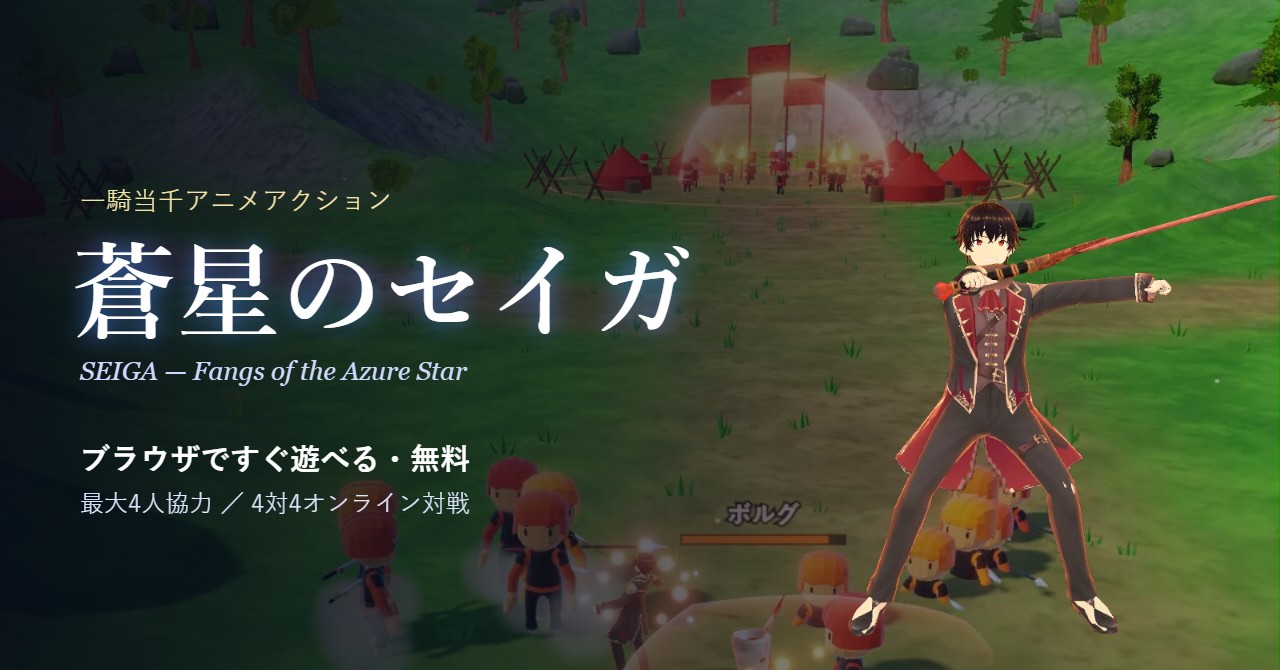 一騎当千アニメアクション
蒼星のセイガ
SEIGA — Fangs of the Azure Star
ブラウザですぐ遊べる・無料
最大4人協力 ／ 4対4オンライン対戦
ボルグ